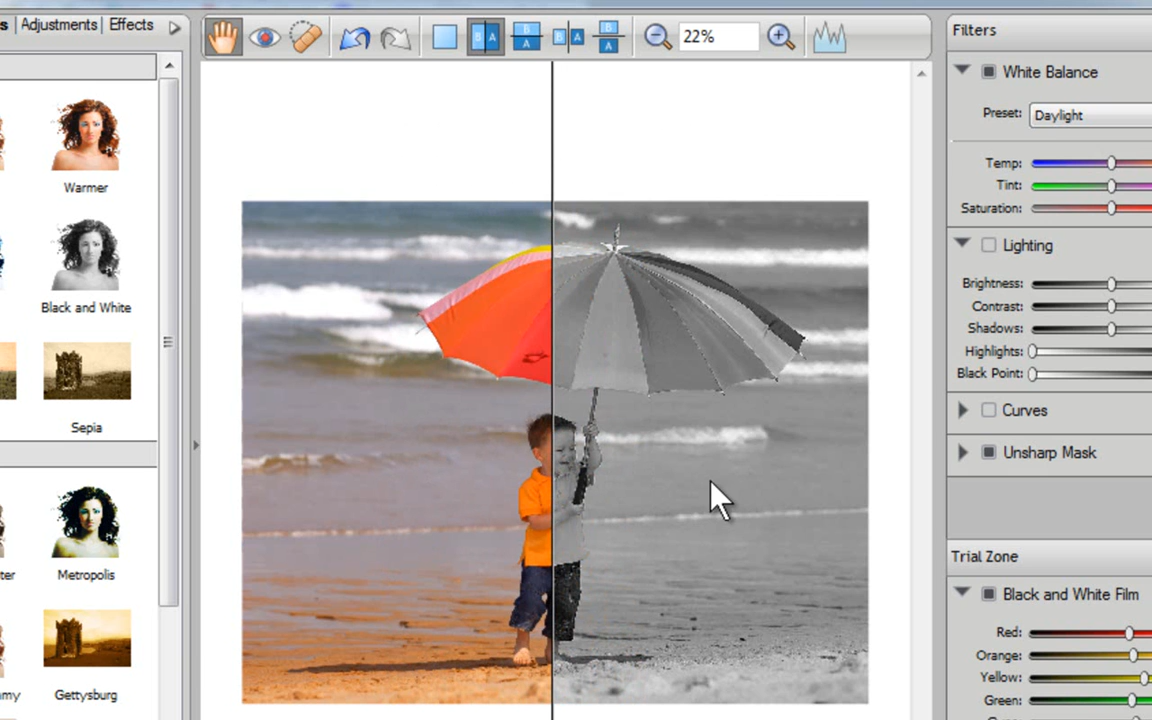 Adjustments
Effects
B A
B
A
B A
B
A
22%
Warmer
Black and White
Sepia
Metropolis
Gettysburg
Filters
White Balance
Preset: Daylight
Temp:
Tint:
Saturation:
Lighting
Brightness:
Contrast:
Shadows:
Highlights:
Black Point:
Curves
Unsharp Mask
Trial Zone
Black and White Film
Red:
Orange:
Yellow:
Green: